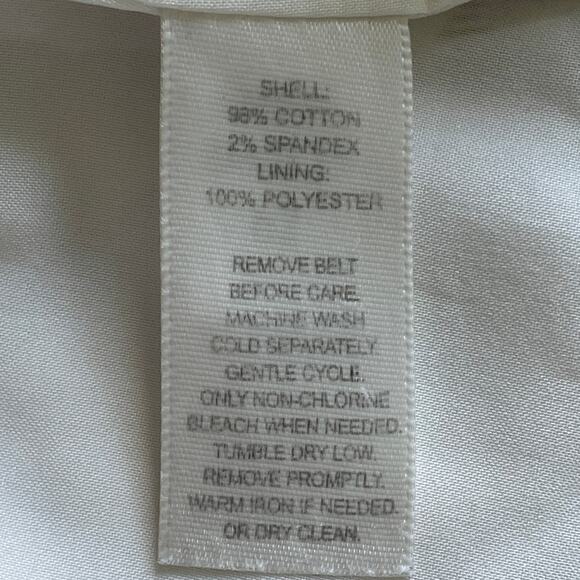 SHELL:
98% COTTON
2% SPANDEX
LINING:
100% POLYESTER
REMOVE BELT
BEFORE CARE.
MACHINE WASH
COLD SEPARATELY
GENTLE CYCLE.
ONLY NON-CHLORINE
BLEACH WHEN NEEDED.
TUMBLE DRY LOW.
REMOVE PROMPTLY.
WARM IRON IF NEEDED.
OR DRY CLEAN.